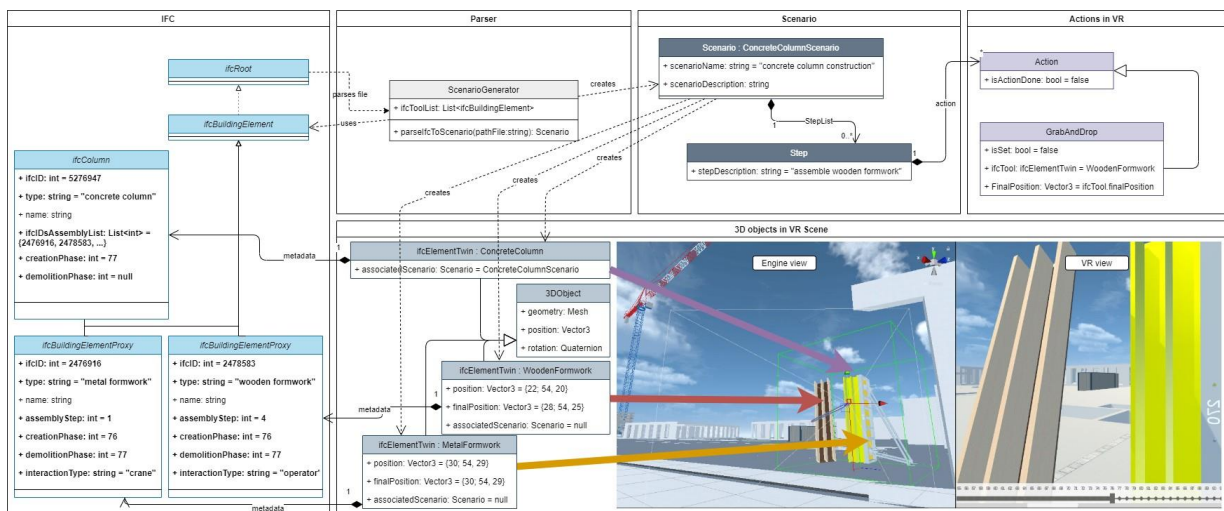 IFC
ifcRoot
ifcBuildingElement
ifcColumn
+ ifcID: int = 5276947
+ type: string = "concrete column"
+ name: string
+ ifcIDsAssemblyList: List<int> =
{2476916, 2478583, ...}
+ creationPhase: int = 77
+ demolitionPhase: int = null
ifcBuildingElementProxy
+ ifcID: int = 2476916
+ type: string = "metal formwork"
+ name: string
+ assemblyStep: int = 1
+ creationPhase: int = 76
+ demolitionPhase: int = 77
+ interactionType: string = "crane"
ifcBuildingElementProxy
+ ifcID: int = 2478583
+ type: string = "wooden formwork"
+ name: string
+ assemblyStep: int = 4
+ creationPhase: int = 76
+ demolitionPhase: int = 77
+ interactionType: string = "operator"
Parser
parses file
uses
ScenarioGenerator
+ ifcToolList: List<ifcBuildingElement>
+ parseIfcToScenario(pathFile:string): Scenario
creates
creates
creates
creates
Scenario
Scenario : ConcreteColumnScenario
+ scenarioName: string = "concrete column construction"
+ scenarioDescription: string
StepList
1
0..*
Step
+ stepDescription: string = "assemble wooden formwork"
1
action
Actions in VR
*
Action
+ isActionDone: bool = false
GrabAndDrop
+ isSet: bool = false
+ ifcTool: ifcElementTwin = WoodenFormwork
+ FinalPosition: Vector3 = ifcTool.finalPosition
3D objects in VR Scene
metadata
1
ifcElementTwin : ConcreteColumn
+ associatedScenario: Scenario = ConcreteColumnScenario
3DObject
+ geometry: Mesh
+ position: Vector3
+ rotation: Quaternion
metadata
1
ifcElementTwin : WoodenFormwork
+ position: Vector3 = {22; 54, 20}
+ finalPosition: Vector3 = {28; 54, 25}
+ associatedScenario: Scenario = null
metadata
1
ifcElementTwin : MetalFormwork
+ position: Vector3 = {30; 54, 29}
+ finalPosition: Vector3 = {30; 54, 29}
+ associatedScenario: Scenario = null
Engine view
VR view
270